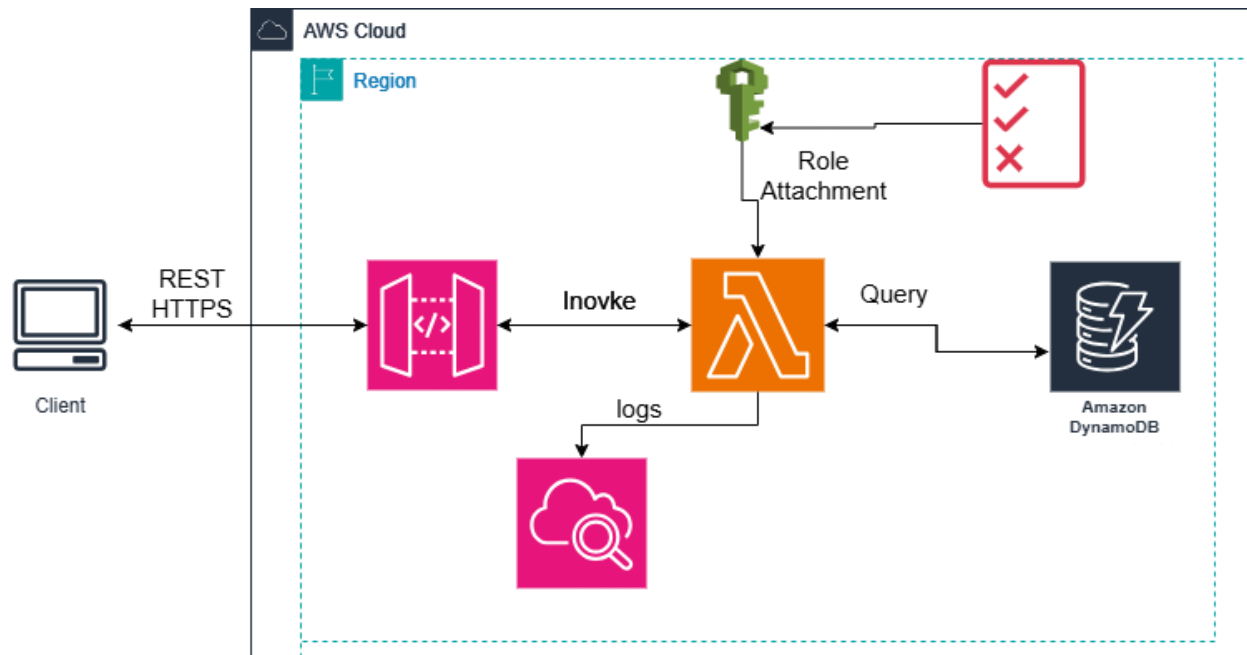 AWS Cloud
Region
Role
Attachment
REST
HTTPS
Inovke
Query
Client
logs
Amazon
DynamoDB